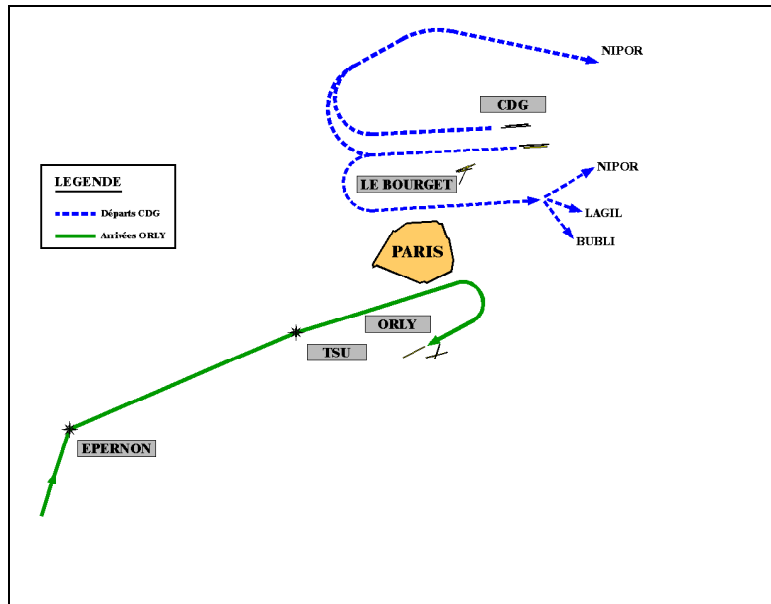 NIPOR
CDG
NIPOR
LE BOURGET
LAGIL
BUBLI
LEGENDE
Départs CDG
Arrivées ORLY
PARIS
ORLY
TSU
EPERNON